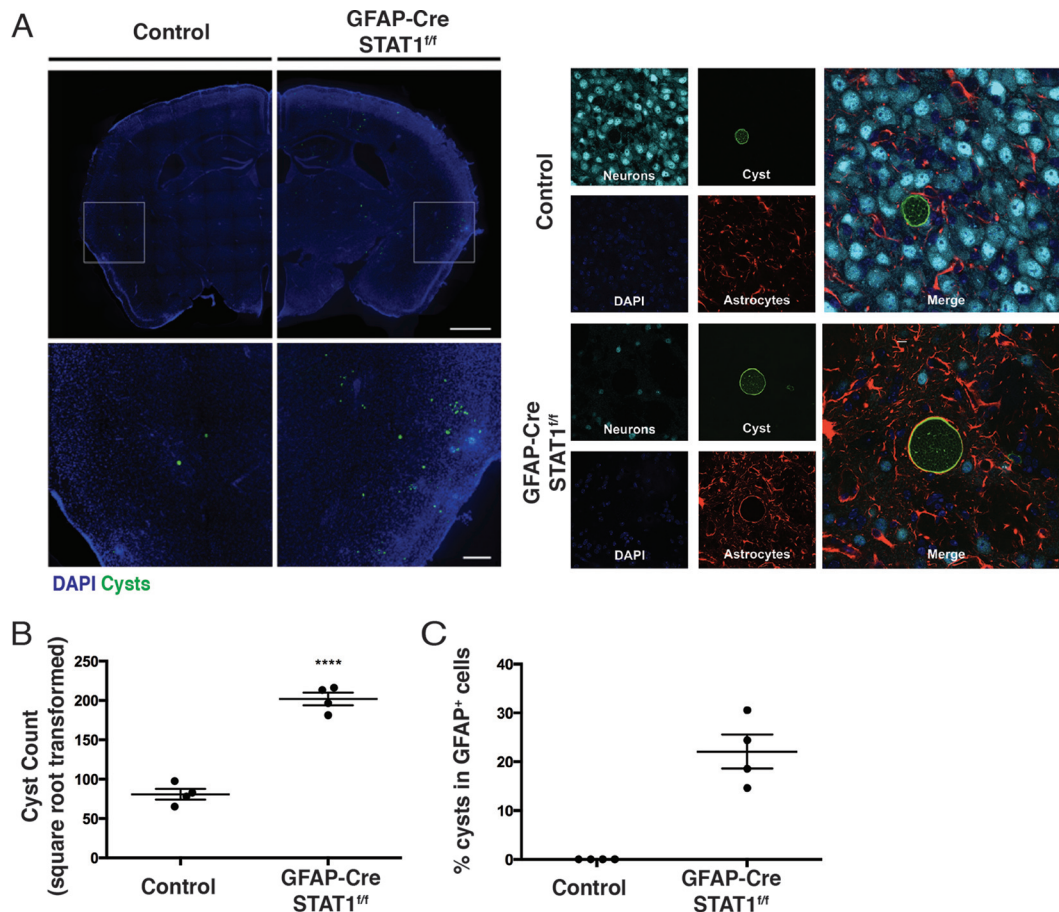 A
Control
GFAP-Cre
STAT1f/f
DAPI Cysts
Control
Neurons
Cyst
DAPI
Astrocytes
Merge
GFAP-Cre
STAT1f/f
Neurons
Cyst
DAPI
Astrocytes
Merge
B
Cyst Count
(square root transformed)
250
200
150
100
50
0
****
Control
GFAP-Cre
STAT1f/f
C
% cysts in GFAP+ cells
40
30
20
10
0
Control
GFAP-Cre
STAT1f/f